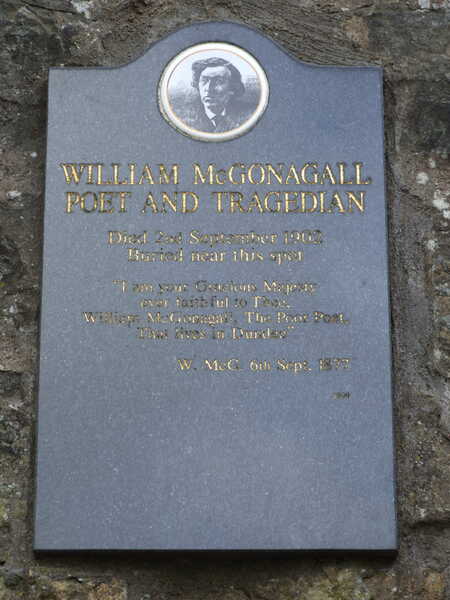 WILLIAM McGONAGALL
POET AND TRAGEDIAN
Died 2nd September 1902
Buried near this spot
"I am your Gracious Majesty
ever faithful to Thee,
William McGonagall, The Poor Poet,
That lives in Dundee"
W. McG. 6th Sept. 1877